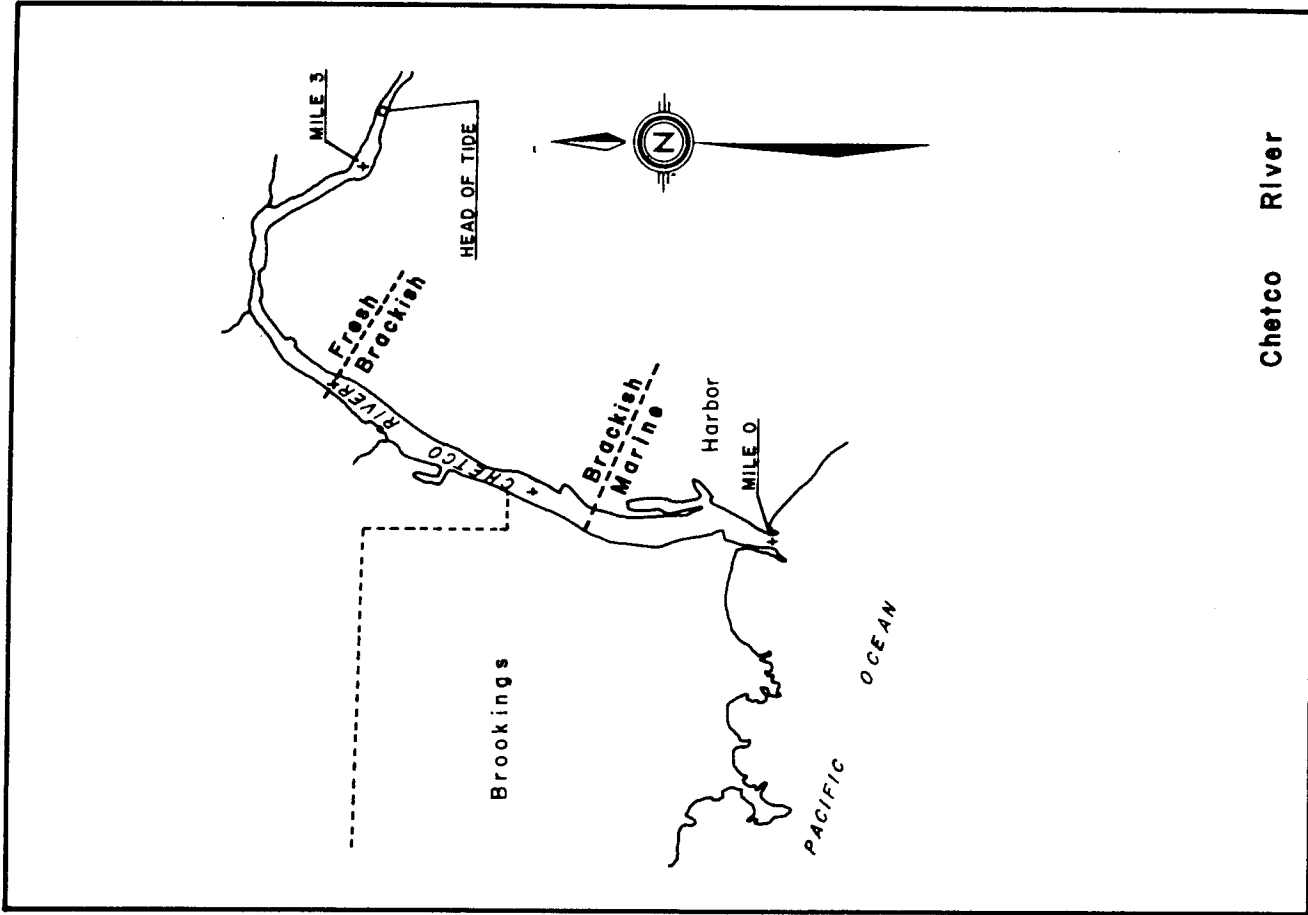 MILE 3
HEAD OF TIDE
N
Fresh
Brackish
CHETCO RIVER
Brackish
Marine
Harbor
MILE 0
Brookings
PACIFIC OCEAN
Chetco River